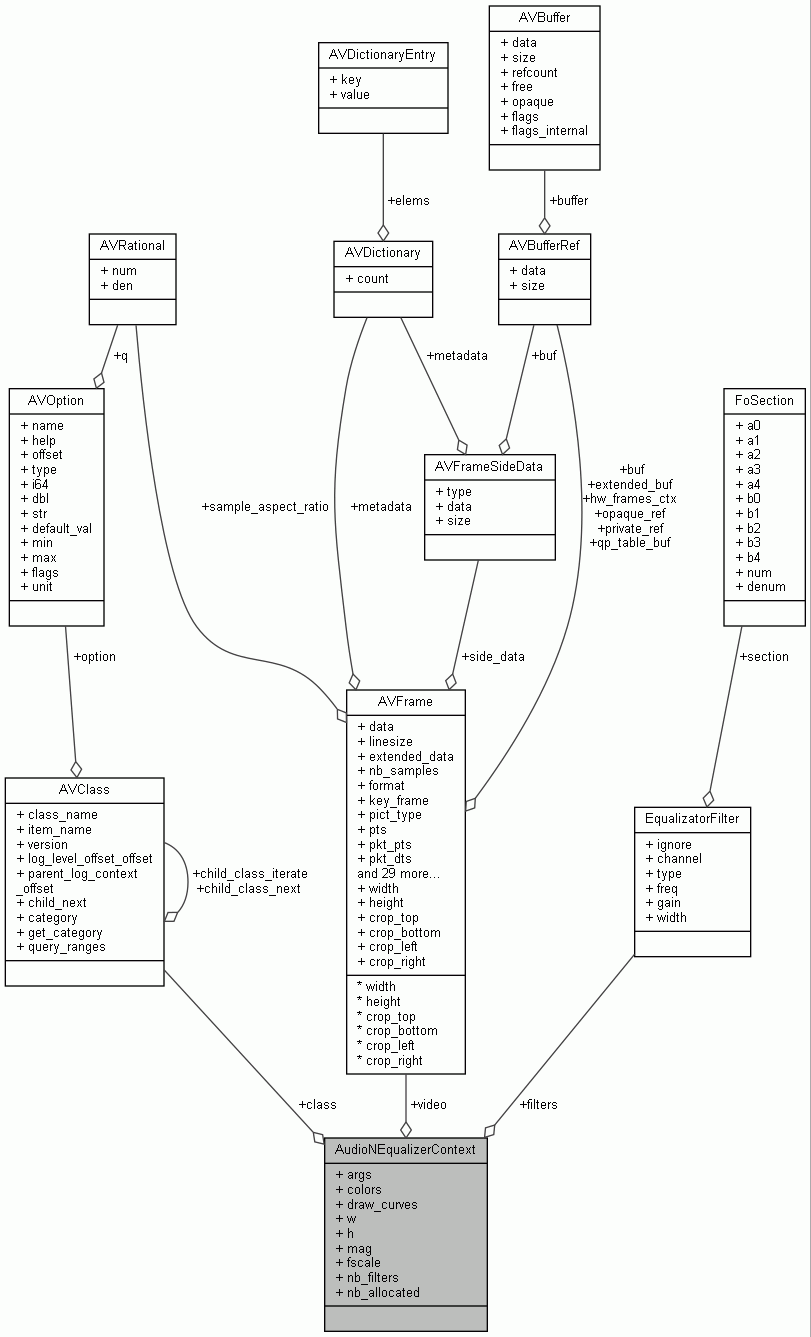 AVBuffer
+ data
+ size
+ refcount
+ free
+ opaque
+ flags
+ flags_internal
AVDictionaryEntry
+ key
+ value
+elems
+buffer
AVRational
+ num
+ den
AVDictionary
+ count
AVBufferRef
+ data
+ size
+q
+metadata
+buf
AVOption
+ name
+ help
+ offset
+ type
+ i64
+ dbl
+ str
+ default_val
+ min
+ max
+ flags
+ unit
FoSection
+ a0
+ a1
+ a2
+ a3
+ a4
+ b0
+ b1
+ b2
+ b3
+ b4
+ num
+ denum
AVFrameSideData
+ type
+ data
+ size
+sample_aspect_ratio
+metadata
+buf
+extended_buf
+hw_frames_ctx
+opaque_ref
+private_ref
+qp_table_buf
+option
+side_data
+section
AVFrame
+ data
+ linesize
+ extended_data
+ nb_samples
+ format
+ key_frame
+ pict_type
+ pts
+ pkt_pts
+ pkt_dts
and 29 more...
+ width
+ height
+ crop_top
+ crop_bottom
+ crop_left
+ crop_right
* width
* height
* crop_top
* crop_bottom
* crop_left
* crop_right
AVClass
+ class_name
+ item_name
+ version
+ log_level_offset_offset
+ parent_log_context
_offset
+ child_next
+ category
+ get_category
+ query_ranges
+child_class_iterate
+child_class_next
EqualizatorFilter
+ ignore
+ channel
+ type
+ freq
+ gain
+ width
+class
+video
+filters
AudioNEqualizerContext
+ args
+ colors
+ draw_curves
+ w
+ h
+ mag
+ fscale
+ nb_filters
+ nb_allocated